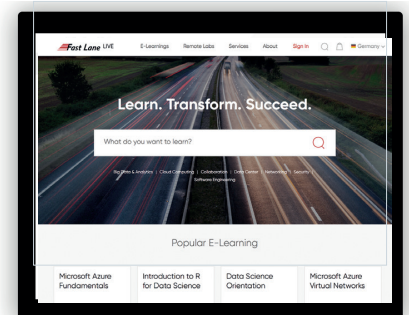 Fast Lane LIVE
E-Learnings Remote Labs Services About Sign In Germany
Learn. Transform. Succeed.
What do you want to learn?
Big Data & Analytics | Cloud Computing | Collaboration | Data Center | Networking | Security |
Software Engineering
Popular E-Learning
Microsoft Azure Fundamentals
Introduction to R for Data Science
Data Science Orientation
Microsoft Azure Virtual Networks